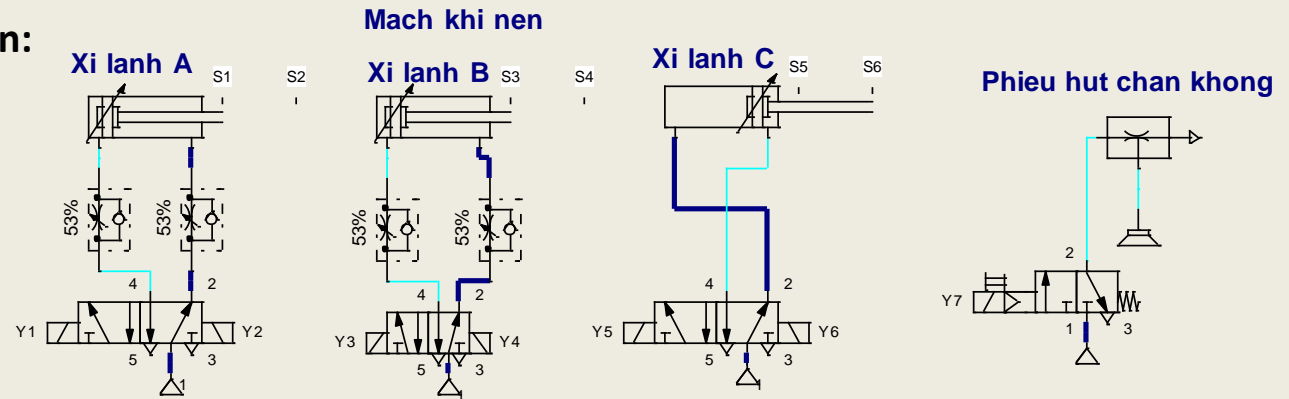 n:
Mach khi nen
Xi lanh A
S1
S2
Xi lanh B
S3
S4
Xi lanh C
S5
S6
Phieu hut chan khong
53%
53%
53%
53%
4
2
Y1
Y2
5
3
1
4
2
Y3
Y4
5
3
4
2
Y5
Y6
5
3
2
Y7
1
3